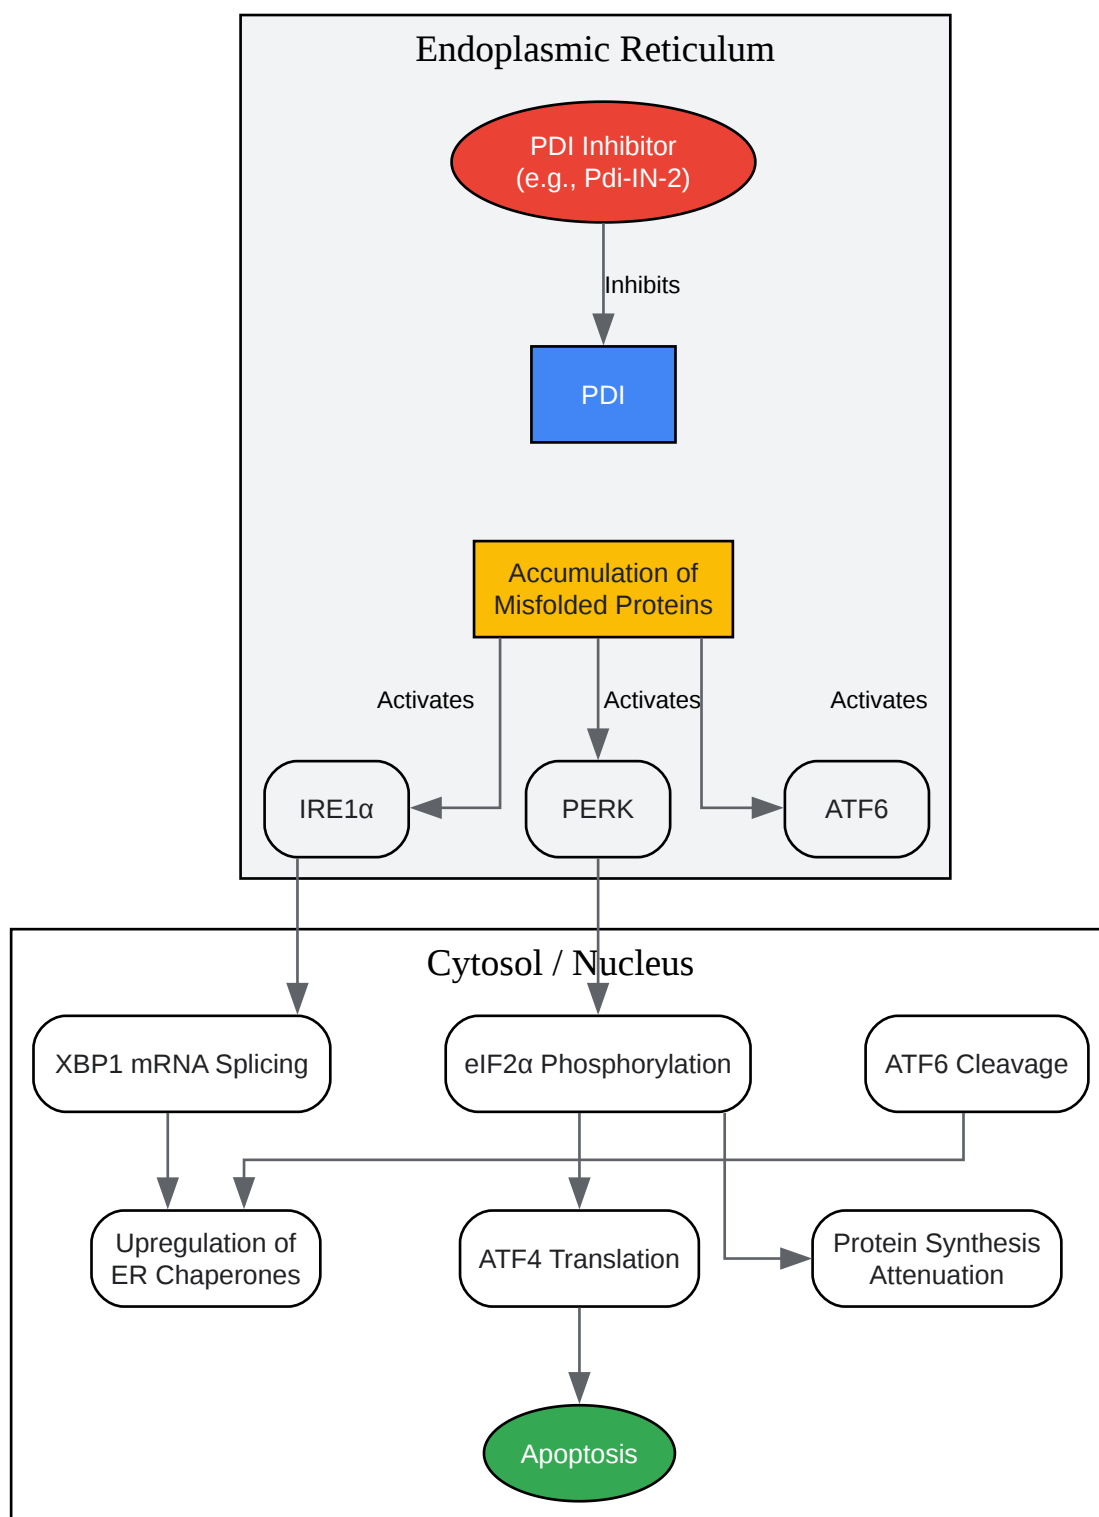 Endoplasmic Reticulum
PDI Inhibitor
(e.g., Pdi-IN-2)
Inhibits
PDI
Accumulation of
Misfolded Proteins
Activates
Activates
Activates
IRE1α
PERK
ATF6
Cytosol / Nucleus
XBP1 mRNA Splicing
eIF2α Phosphorylation
ATF6 Cleavage
Upregulation of
ER Chaperones
ATF4 Translation
Protein Synthesis
Attenuation
Apoptosis